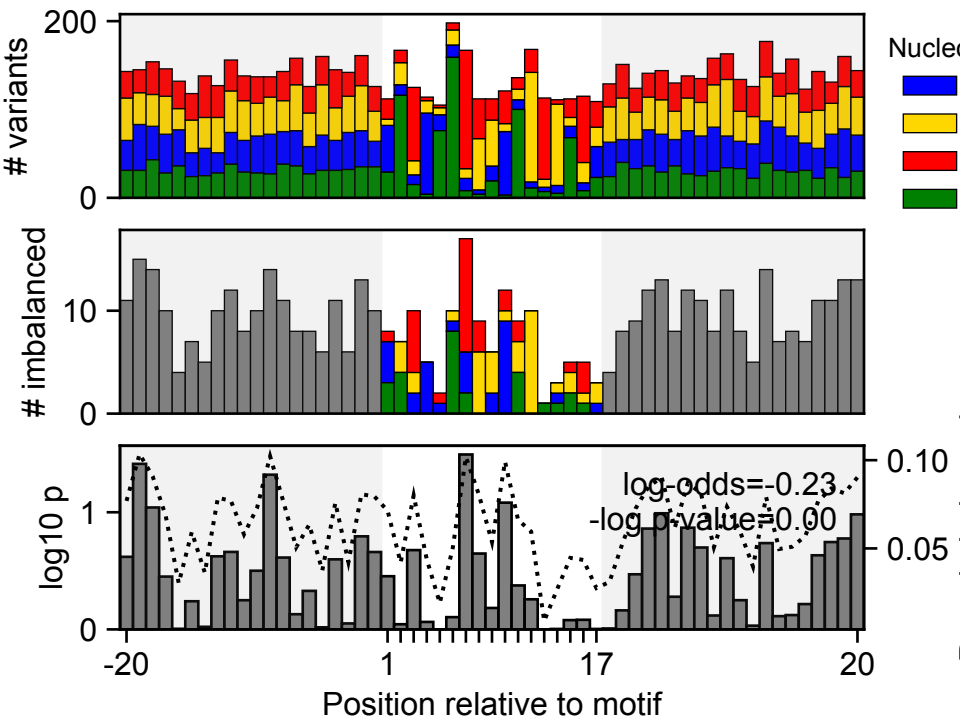 200
0
# variants
Nucle
10
0
# imbalanced
1
0
log10 p
0.10
0.05
log-odds=-0.23
-log p-value=0.00
-20
1
17
20
Position relative to motif